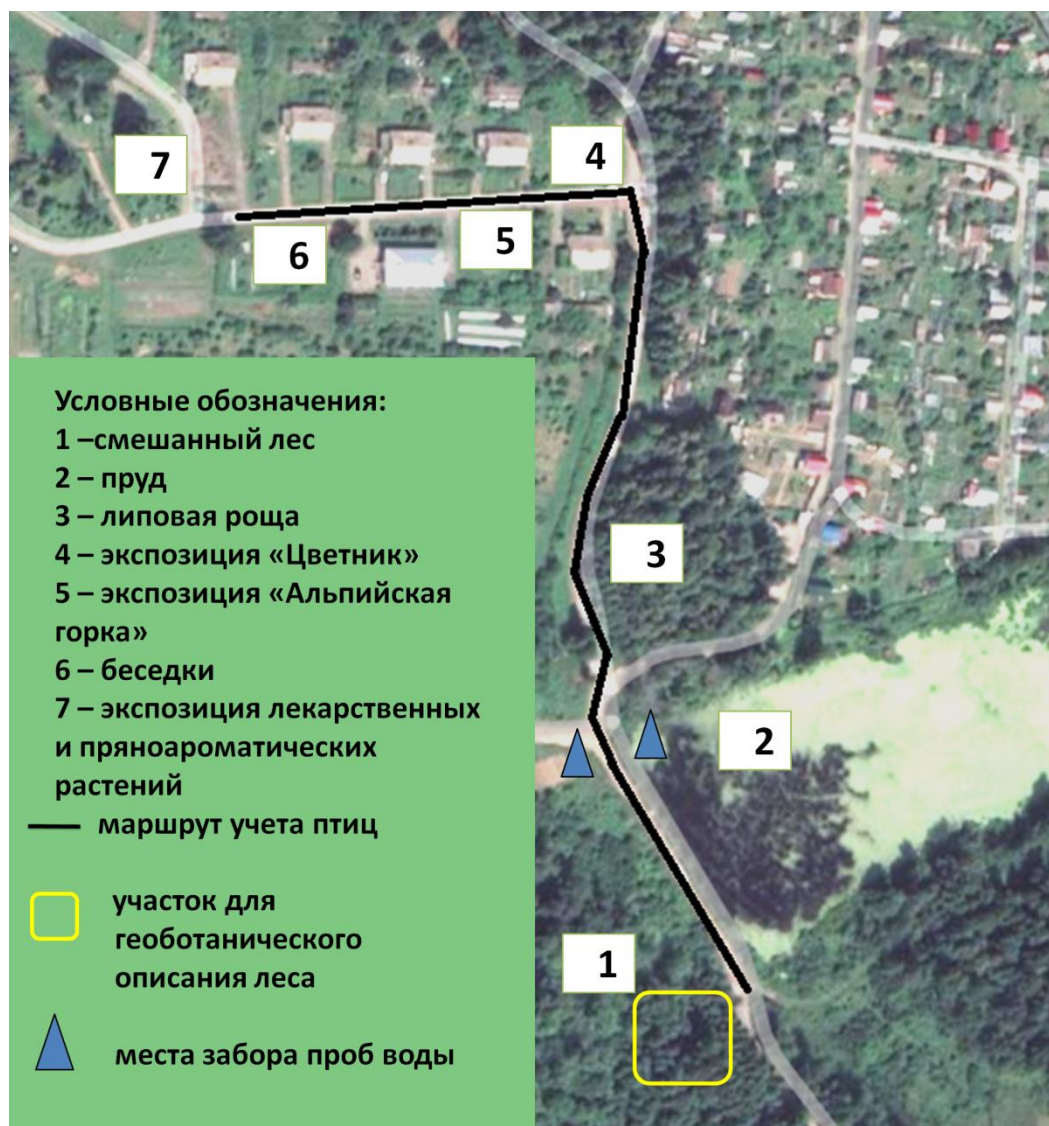 7
4
6
5
Условные обозначения:
1 –смешанный лес
2 – пруд
3 – липовая роща
4 – экспозиция «Цветник»
5 – экспозиция «Альпийская
горка»
6 – беседки
7 – экспозиция лекарственных
и пряноароматических
растений
маршрут учета птиц
участок для
геоботанического
описания леса
места забора проб воды
3
2
1